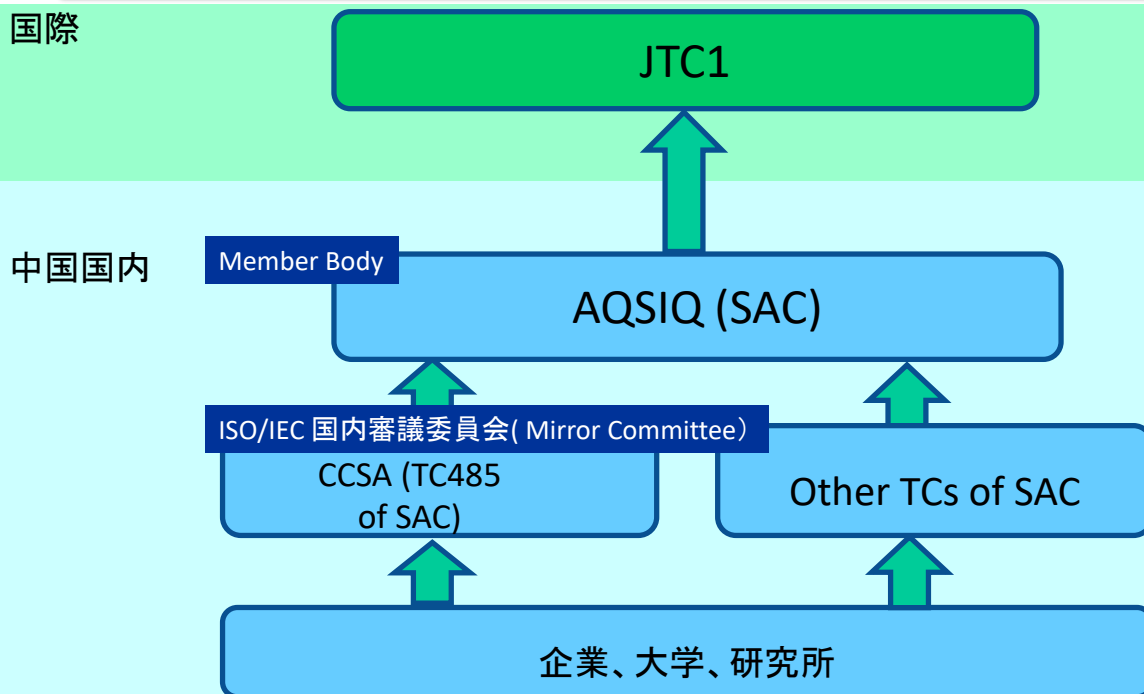 国際
JTC1
中国国内
Member Body
AQSIQ (SAC)
ISO/IEC 国内審議委員会( Mirror Committee）
CCSA (TC485
of SAC)
Other TCs of SAC
企業、大学、研究所